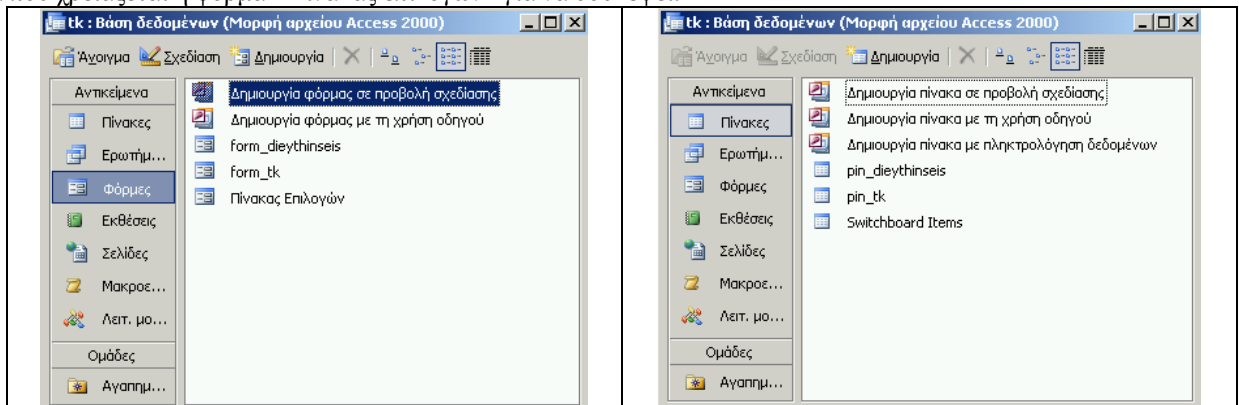 tk : Βάση δεδομένων (Μορφή αρχείου Access 2000)
Άνοιγμα Σχεδίαση Δημιουργία
Αντικείμενα
Πίνακες
Ερωτήμ...
Φόρμες
Εκθέσεις
Σελίδες
Μακροε...
Λειτ. μο...
Ομάδες
Αγαπημ...
Δημιουργία φόρμας σε προβολή σχεδίασης
Δημιουργία φόρμας με τη χρήση οδηγού
form_dieythinseis
form_tk
Πίνακας Επιλογών
tk : Βάση δεδομένων (Μορφή αρχείου Access 2000)
Άνοιγμα Σχεδίαση Δημιουργία
Αντικείμενα
Πίνακες
Ερωτήμ...
Φόρμες
Εκθέσεις
Σελίδες
Μακροε...
Λειτ. μο...
Ομάδες
Αγαπημ...
Δημιουργία πίνακα σε προβολή σχεδίασης
Δημιουργία πίνακα με τη χρήση οδηγού
Δημιουργία πίνακα με πληκτρολόγηση δεδομένων
pin_dieythinseis
pin_tk
Switchboard Items